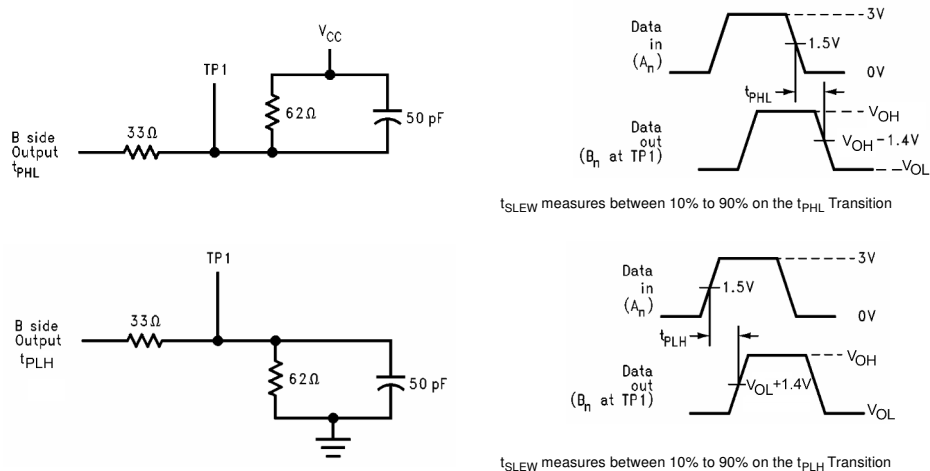 V_CC
TP1
62Ω
50 pF
33Ω
B side
Output
t_PHL
Data
in
(A_n)
3V
1.5V
0V
t_PHL
Data
out
(B_n at TP1)
V_OH
V_OH -1.4V
V_OL
t_SLEW measures between 10% to 90% on the t_PHL Transition
TP1
33Ω
B side
Output
t_PLH
62Ω
50 pF
Data
in
(A_n)
3V
1.5V
0V
t_PLH
Data
out
(B_n at TP1)
V_OH
V_OL+1.4V
V_OL
t_SLEW measures between 10% to 90% on the t_PLH Transition